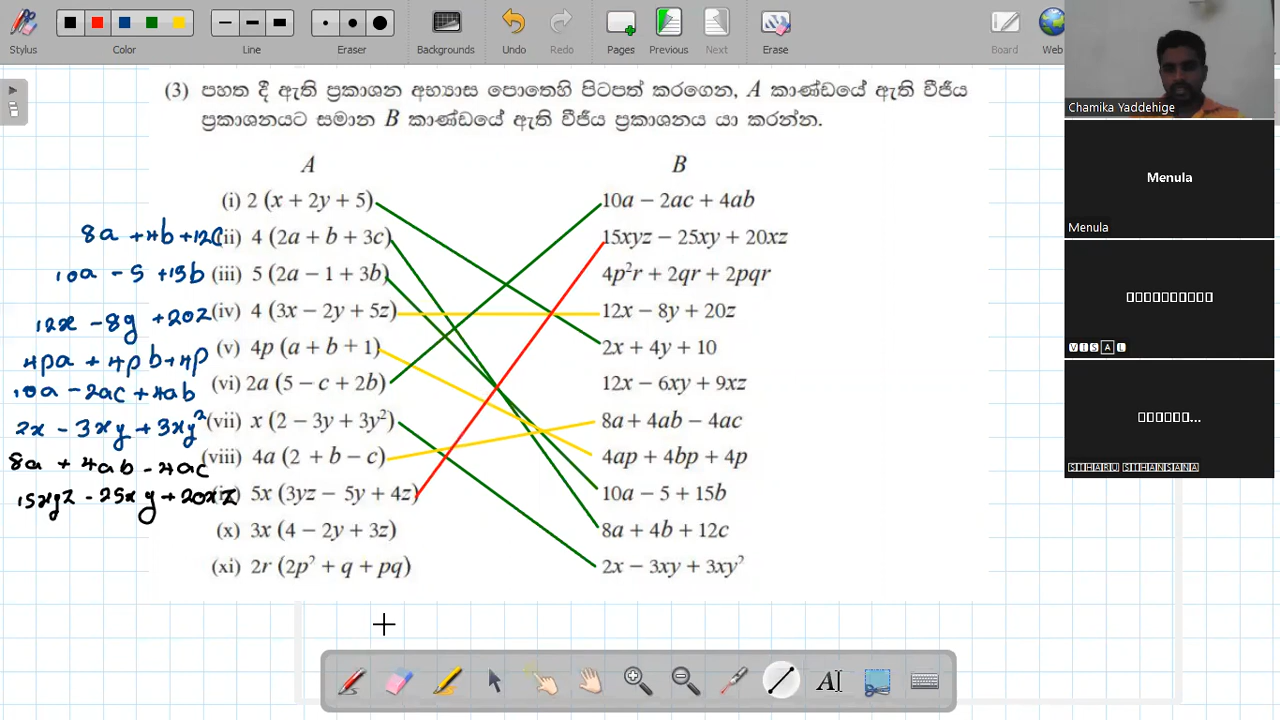 Stylus Color Line Eraser Backgrounds Undo Redo Pages Previous Next Erase Board Web
(3) පහත දී ඇති ප්‍රකාශන අභ්‍යාස පොතෙහි පිටපත් කරගෙන, A කාණ්ඩයේ ඇති වීජීය
ප්‍රකාශනයට සමාන B කාණ්ඩයේ ඇති වීජීය ප්‍රකාශනය යා කරන්න.
A B
(i) 2 (x + 2y + 5) 10a − 2ac + 4ab
8a + 4b + 12c (ii) 4 (2a + b + 3c) 15xyz − 25xy + 20xz
10a - 5 + 15b (iii) 5 (2a − 1 + 3b) 4p²r + 2qr + 2pqr
12x - 8y + 20z (iv) 4 (3x − 2y + 5z) 12x − 8y + 20z
4pa + 4pb + 4p (v) 4p (a + b + 1) 2x + 4y + 10
10a - 2ac + 4ab (vi) 2a (5 − c + 2b) 12x − 6xy + 9xz
2x - 3xy + 3xy² (vii) x (2 − 3y + 3y²) 8a + 4ab − 4ac
8a + 4ab - 4ac (viii) 4a (2 + b − c) 4ap + 4bp + 4p
15xyz - 25xy + 20xz 5x (3yz − 5y + 4z) 10a − 5 + 15b
(x) 3x (4 − 2y + 3z) 8a + 4b + 12c
(xi) 2r (2p² + q + pq) 2x − 3xy + 3xy²
Chamika Yaddehige
Menula
Menula
VISAL
SITHARU SITHANSANA